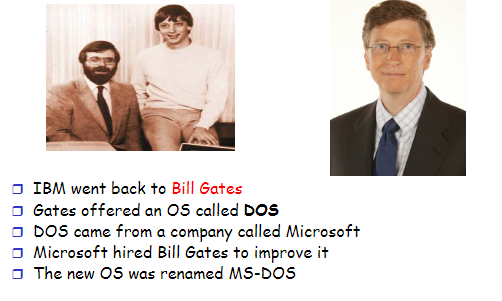 IBM went back to Bill Gates
Gates offered an OS called DOS
DOS came from a company called Microsoft
Microsoft hired Bill Gates to improve it
The new OS was renamed MS-DOS